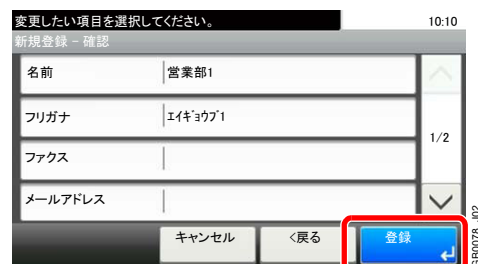 変更したい項目を選択してください。 10:10
新規登録 - 確認
名前 営業部1
フリガナ エイギョウブ1
1/2
ファクス
メールアドレス
キャンセル <戻る 登録
GB0078_J02